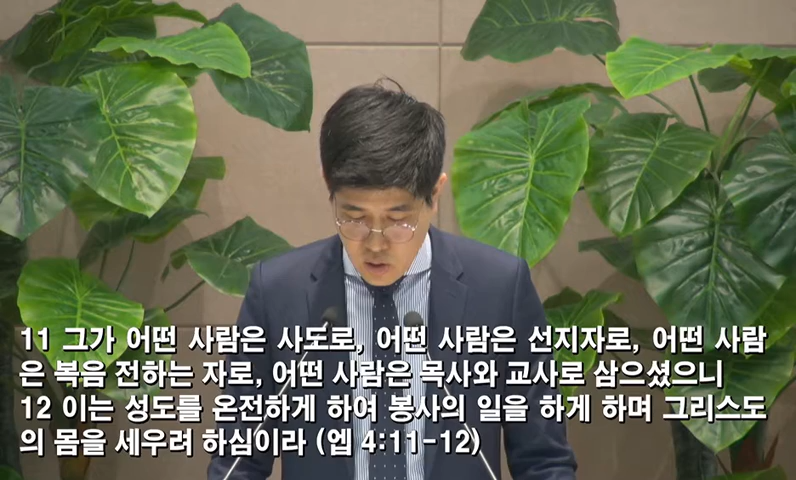 11 그가 어떤 사람은 사도로, 어떤 사람은 선지자로, 어떤 사람
은 복음 전하는 자로, 어떤 사람은 목사와 교사로 삼으셨으니
12 이는 성도를 온전하게 하여 봉사의 일을 하게 하며 그리스도
의 몸을 세우려 하심이라 (엡 4:11-12)